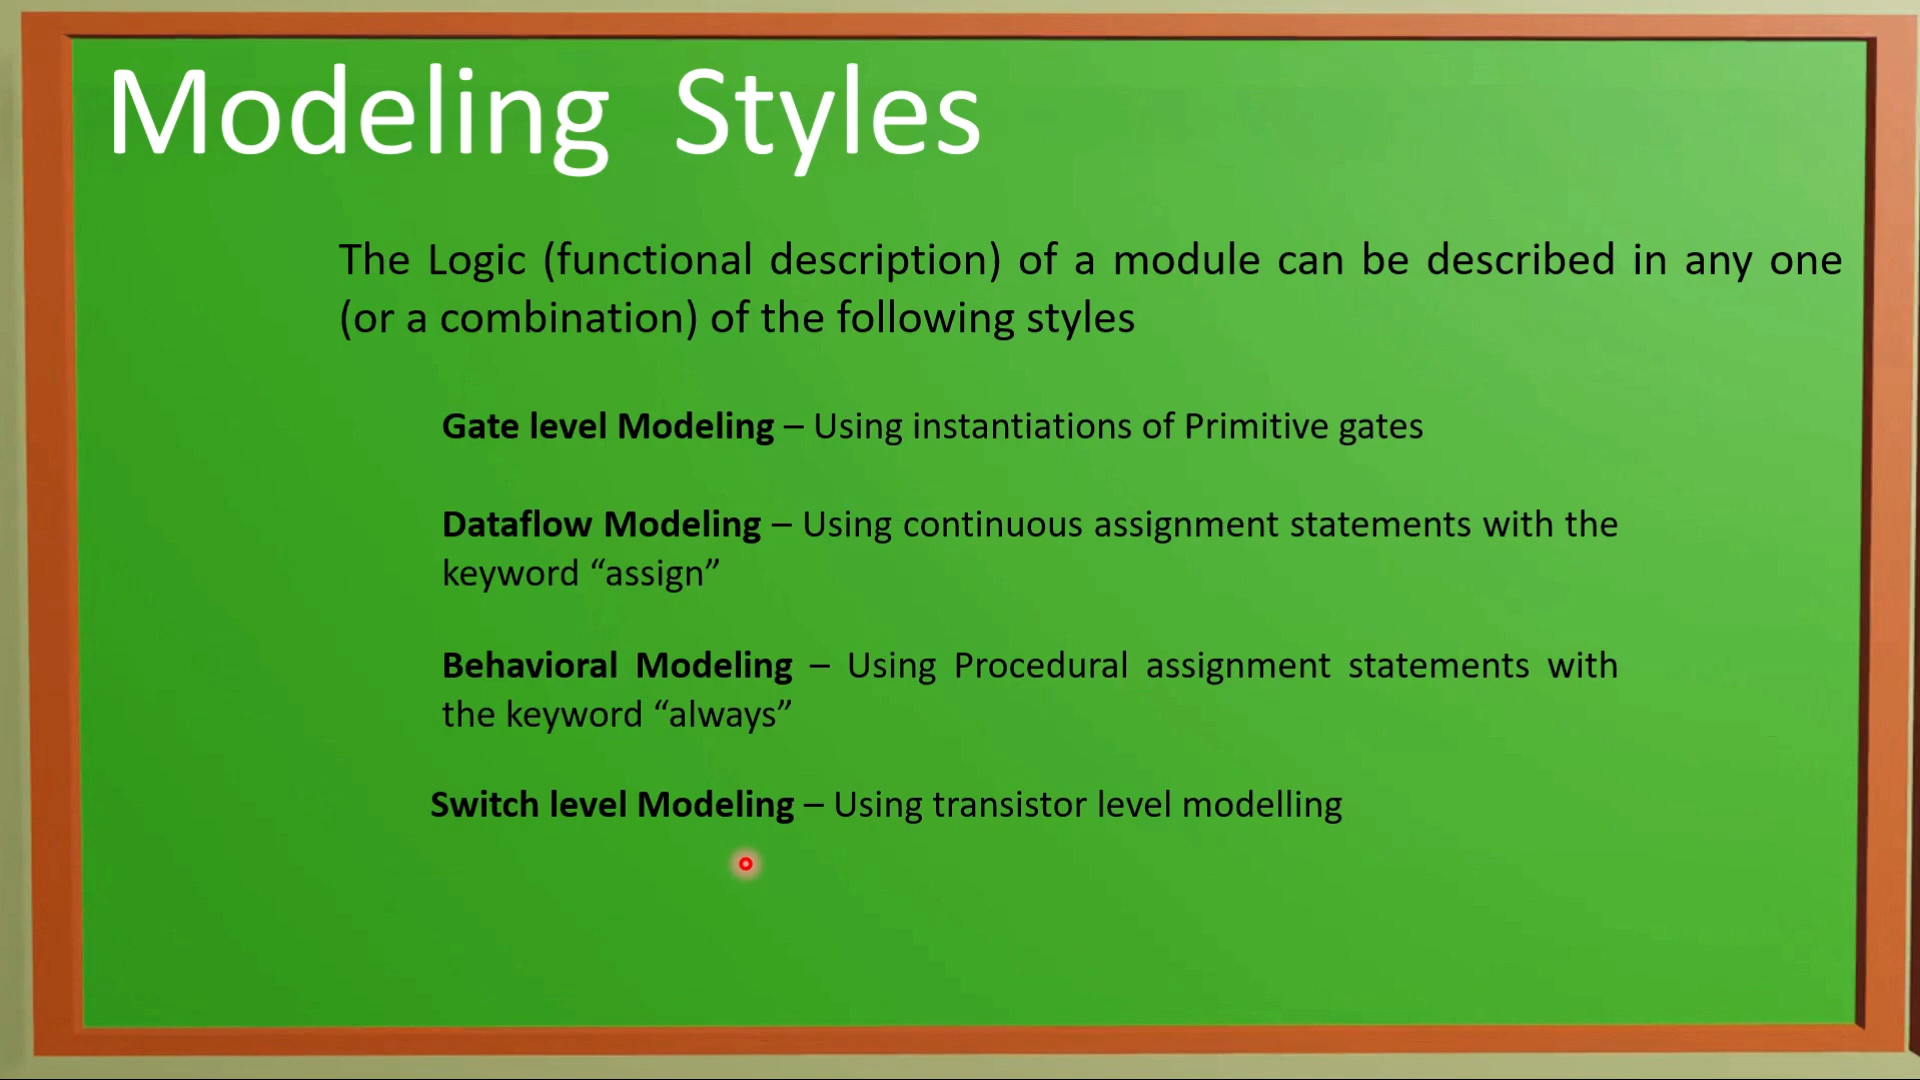 Modeling Styles
The Logic (functional description) of a module can be described in any one
(or a combination) of the following styles
Gate level Modeling – Using instantiations of Primitive gates
Dataflow Modeling – Using continuous assignment statements with the
keyword “assign”
Behavioral Modeling – Using Procedural assignment statements with
the keyword “always”
Switch level Modeling – Using transistor level modelling